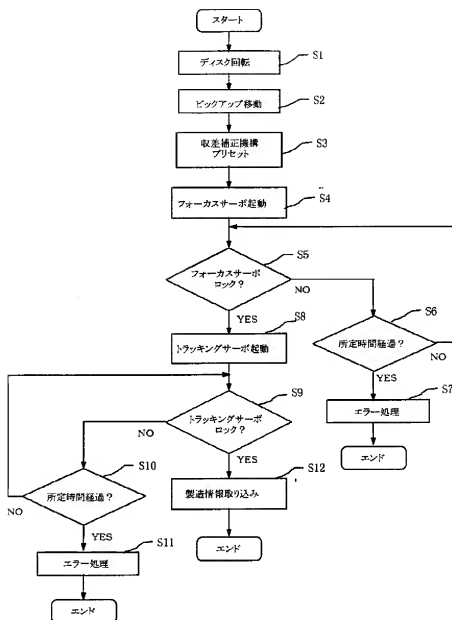 スタート
ディスク回転
S1
ピックアップ移動
S2
収差補正機構
プリセット
S3
フォーカスサーボ起動
S4
フォーカスサーボ
ロック?
S5
NO
YES
所定時間経過?
S6
NO
YES
エラー処理
S7
エンド
トラッキングサーボ起動
S8
トラッキングサーボ
ロック?
S9
NO
YES
所定時間経過?
S10
NO
YES
エラー処理
S11
エンド
製造情報取り込み
S12
エンド